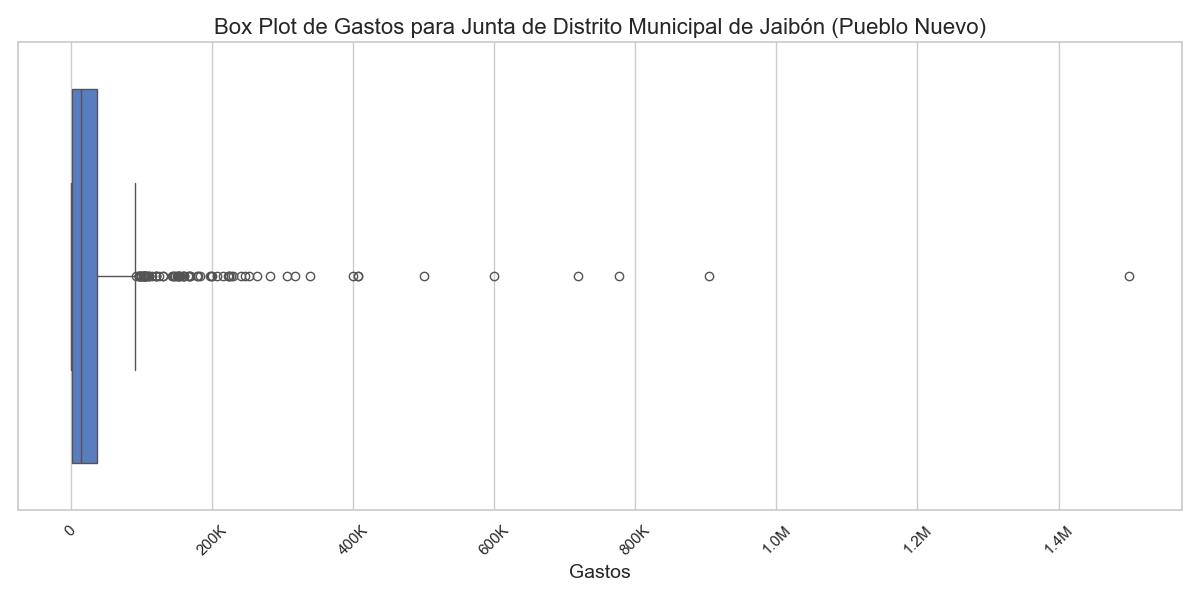 Box Plot de Gastos para Junta de Distrito Municipal de Jaibón (Pueblo Nuevo)
0
200K
400K
600K
800K
1.0M
1.2M
1.4M
Gastos